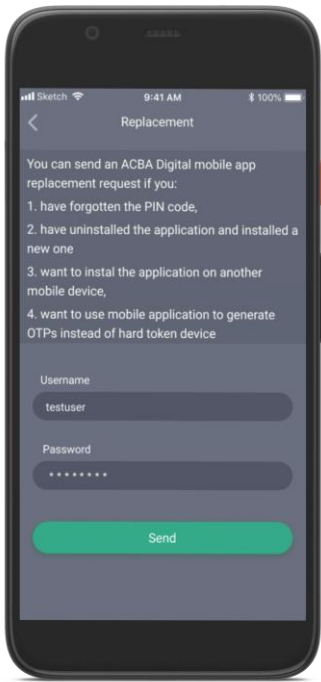 Sketch 9:41 AM 100%
Replacement
You can send an ACBA Digital mobile app
replacement request if you:
1. have forgotten the PIN code,
2. have uninstalled the application and installed a
new one
3. want to instal the application on another
mobile device,
4. want to use mobile application to generate
OTPs instead of hard token device
Username
testuser
Password
********
Send